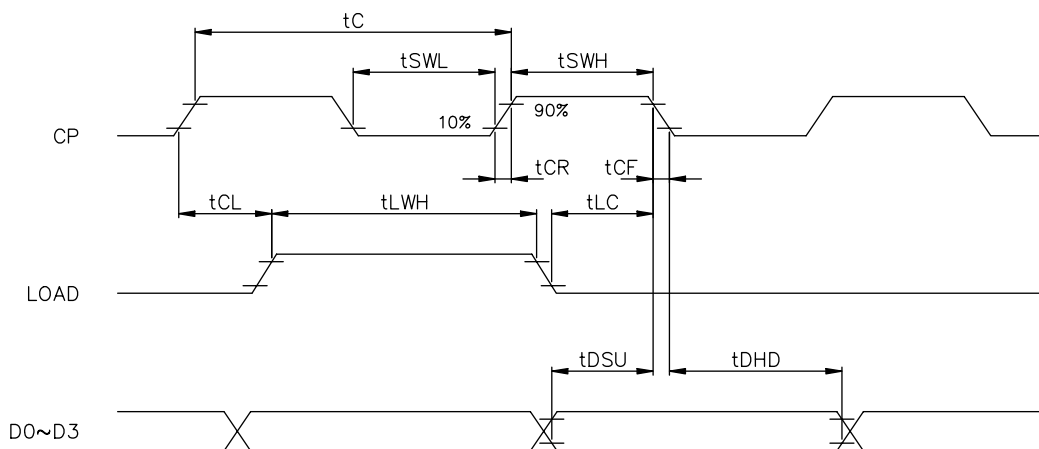 tC
tSWL
tSWH
CP
10%
90%
tCR
tCF
tCL
tLWH
tLC
LOAD
tDSU
tDHD
D0~D3